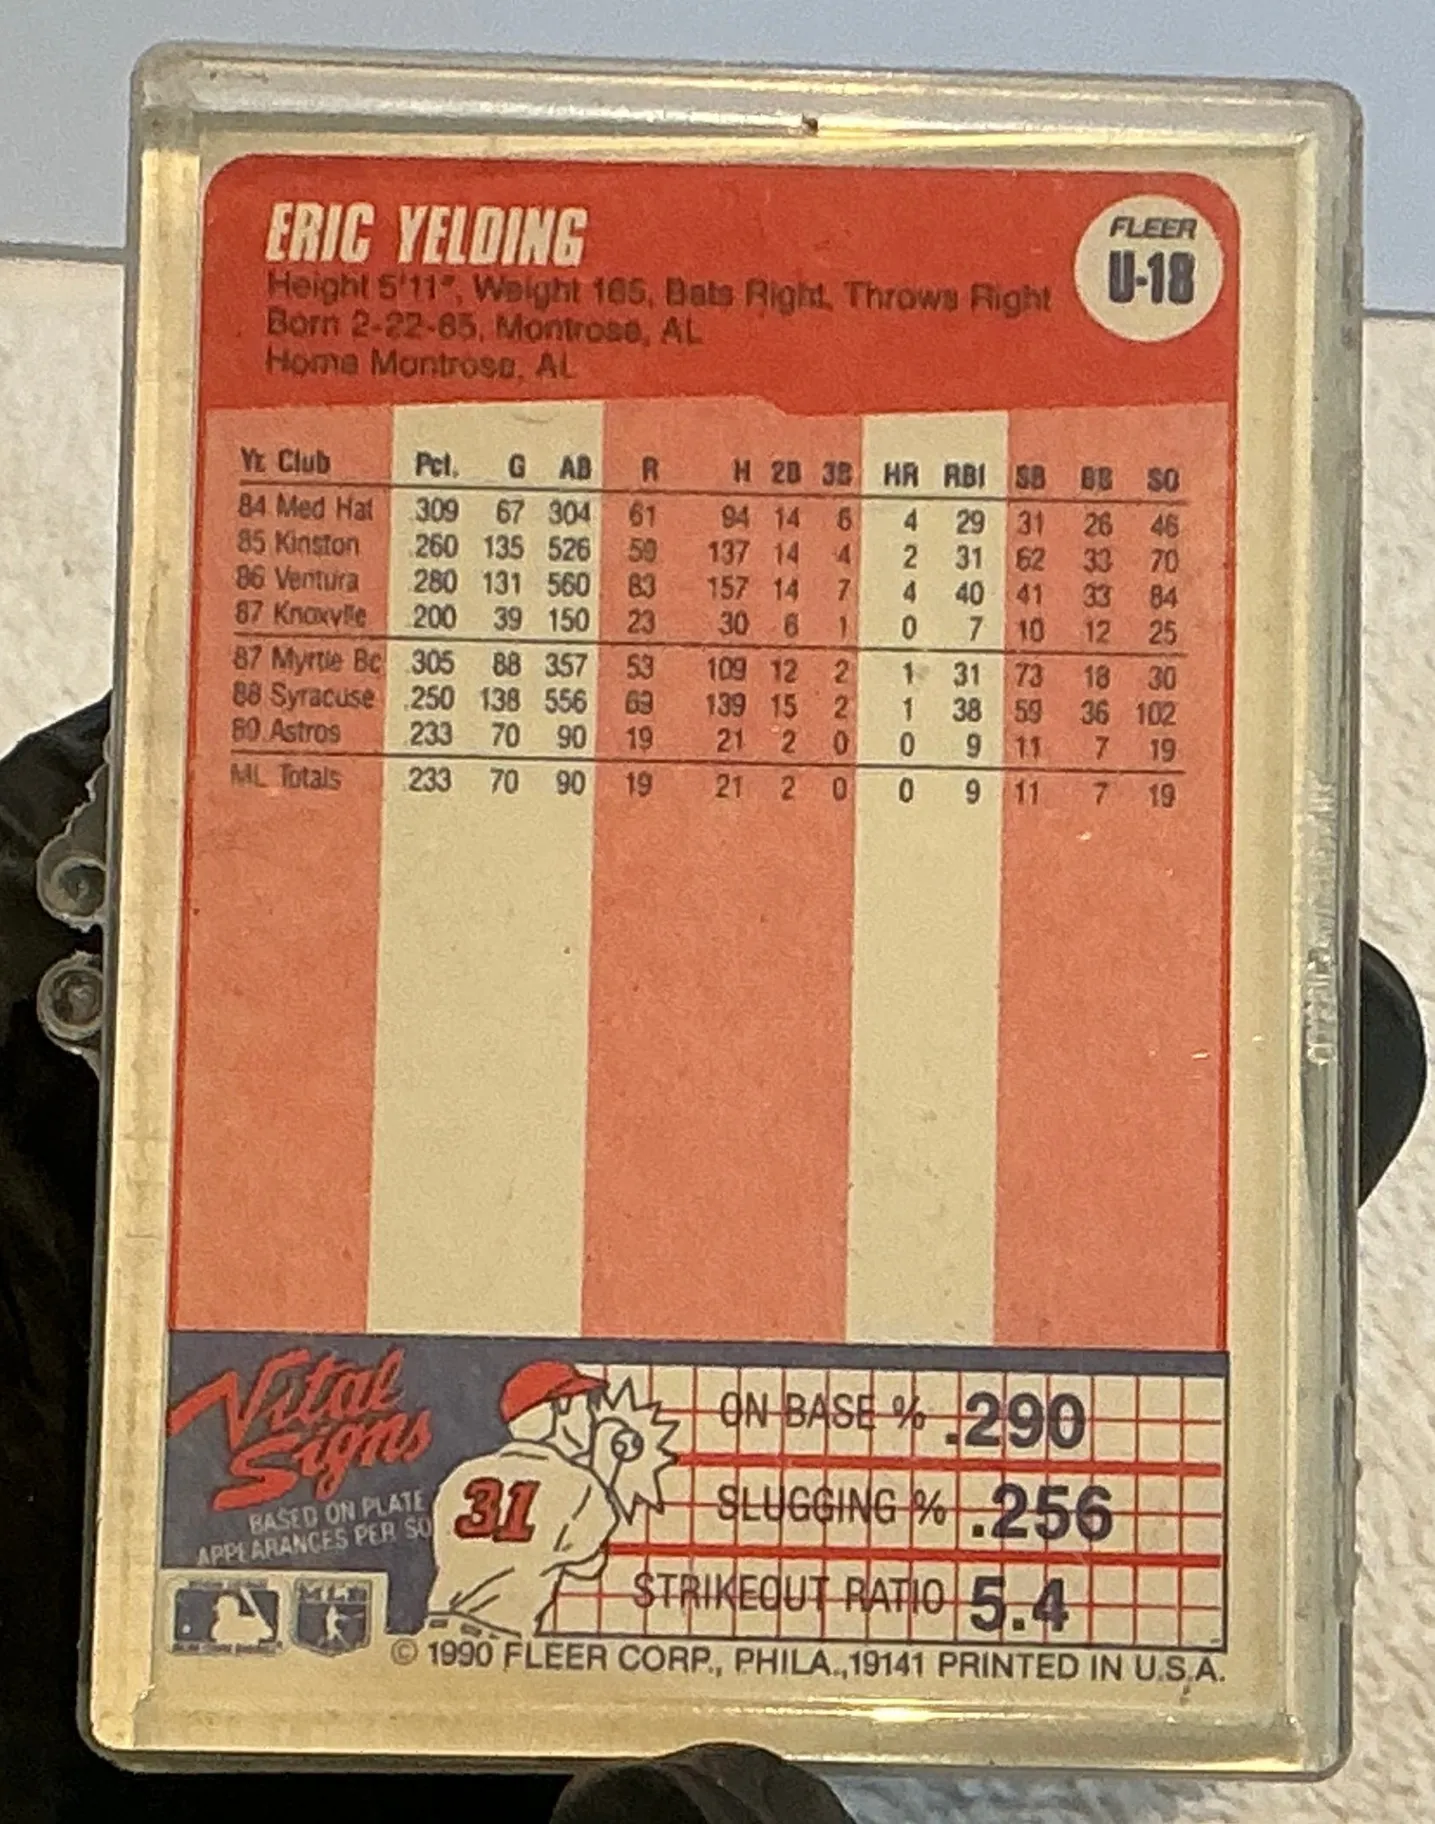 ERIC YELDING
FLEER
U-18
Height 5'11", Weight 165, Bats Right, Throws Right
Born 2-22-65, Montrose, AL
Home Montrose, AL
Yr. Club Pct. G AB R H 2B 3B HR RBI SB BB SO
84 Med Hat .309 67 304 61 94 14 6 4 29 31 26 46
85 Kinston .260 135 526 59 137 14 4 2 31 62 33 70
86 Ventura .280 131 560 83 157 14 7 4 40 41 33 84
87 Knoxville .200 39 150 23 30 6 1 0 7 10 12 25
87 Myrtle Bc .305 88 357 53 109 12 2 1 31 73 18 30
88 Syracuse .250 138 556 69 139 15 2 1 38 59 36 102
89 Astros .233 70 90 19 21 2 0 0 9 11 7 19
ML Totals .233 70 90 19 21 2 0 0 9 11 7 19
Vital
Signs
BASED ON PLATE
APPEARANCES PER SO
31
ON BASE % .290
SLUGGING % .256
STRIKEOUT RATIO 5.4
© 1990 FLEER CORP., PHILA., 19141 PRINTED IN U.S.A.